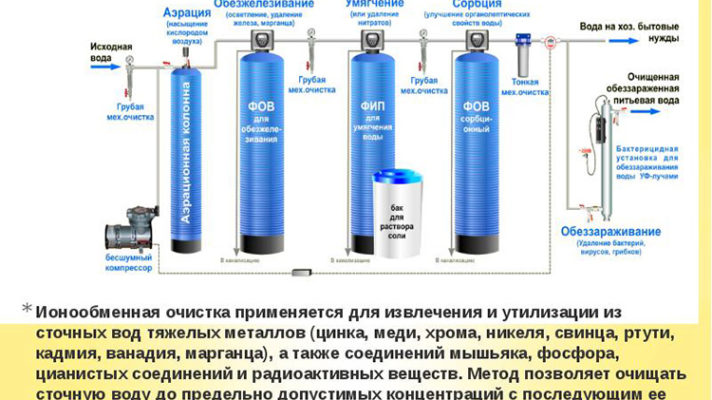 Аэрация
(насыщение
кислородом
воздуха)
Обезжелезивание
(осветление, удаление
железа, марганца)
Умягчение
(или удаление
нитратов)
Сорбция
(улучшение органолептических
свойств воды)
Вода на хоз. бытовые
нужды
Исходная
вода
Грубая
мех.очистка
Грубая
мех.очистка
Грубая
мех.очистка
Тонкая
мех.очистка
Очищенная
обеззараженная
питьевая вода
Аэрационная колонна
ФОВ
для
обезжеле-
зивания
ФИП
для
умягчения
воды
ФОВ
сорбци-
онный
~220В
Бактерицидная
установка для
обеззараживания
воды УФ-лучами
бак
для
раствора
соли
бесшумный
компрессор
В канализацию
В канализацию
В канализацию
Обеззараживание
(Удаление бактерий,
вирусов, грибков)
* Ионообменная очистка применяется для извлечения и утилизации из
сточных вод тяжелых металлов (цинка, меди, хрома, никеля, свинца, ртути,
кадмия, ванадия, марганца), а также соединений мышьяка, фосфора,
цианистых соединений и радиоактивных веществ. Метод позволяет очищать
сточную воду до предельно допустимых концентраций с последующим ее